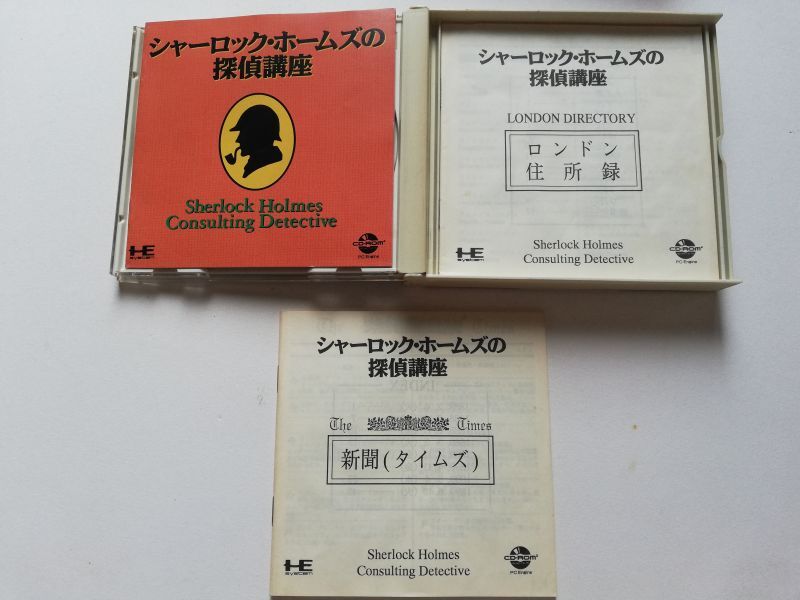 シャーロック・ホームズの
探偵講座
Sherlock Holmes
Consulting Detective
HE
SYSTEM
CD-ROM²
PC Engine
シャーロック・ホームズの
探偵講座
LONDON DIRECTORY
ロンドン
住所録
Sherlock Holmes
Consulting Detective
HE
SYSTEM
CD-ROM²
PC Engine
シャーロック・ホームズの
探偵講座
The Times
新聞(タイムズ)
Sherlock Holmes
Consulting Detective
HE
SYSTEM
CD-ROM²
PC Engine